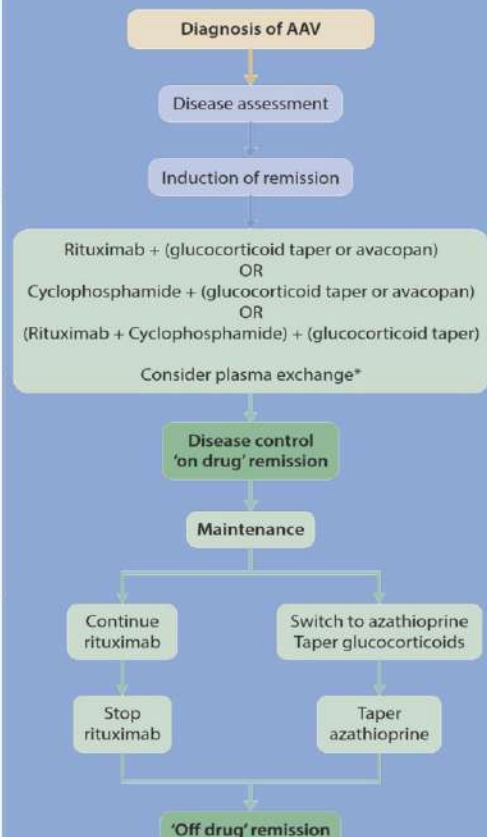 Diagnosis of AAV
Disease assessment
Induction of remission
Rituximab + (glucocorticoid taper or avacopan)
OR
Cyclophosphamide + (glucocorticoid taper or avacopan)
OR
(Rituximab + Cyclophosphamide) + (glucocorticoid taper)
Consider plasma exchange*
Disease control
'on drug' remission
Maintenance
Continue
rituximab
Switch to azathioprine
Taper glucocorticoids
Stop
rituximab
Taper
azathioprine
'Off drug' remission